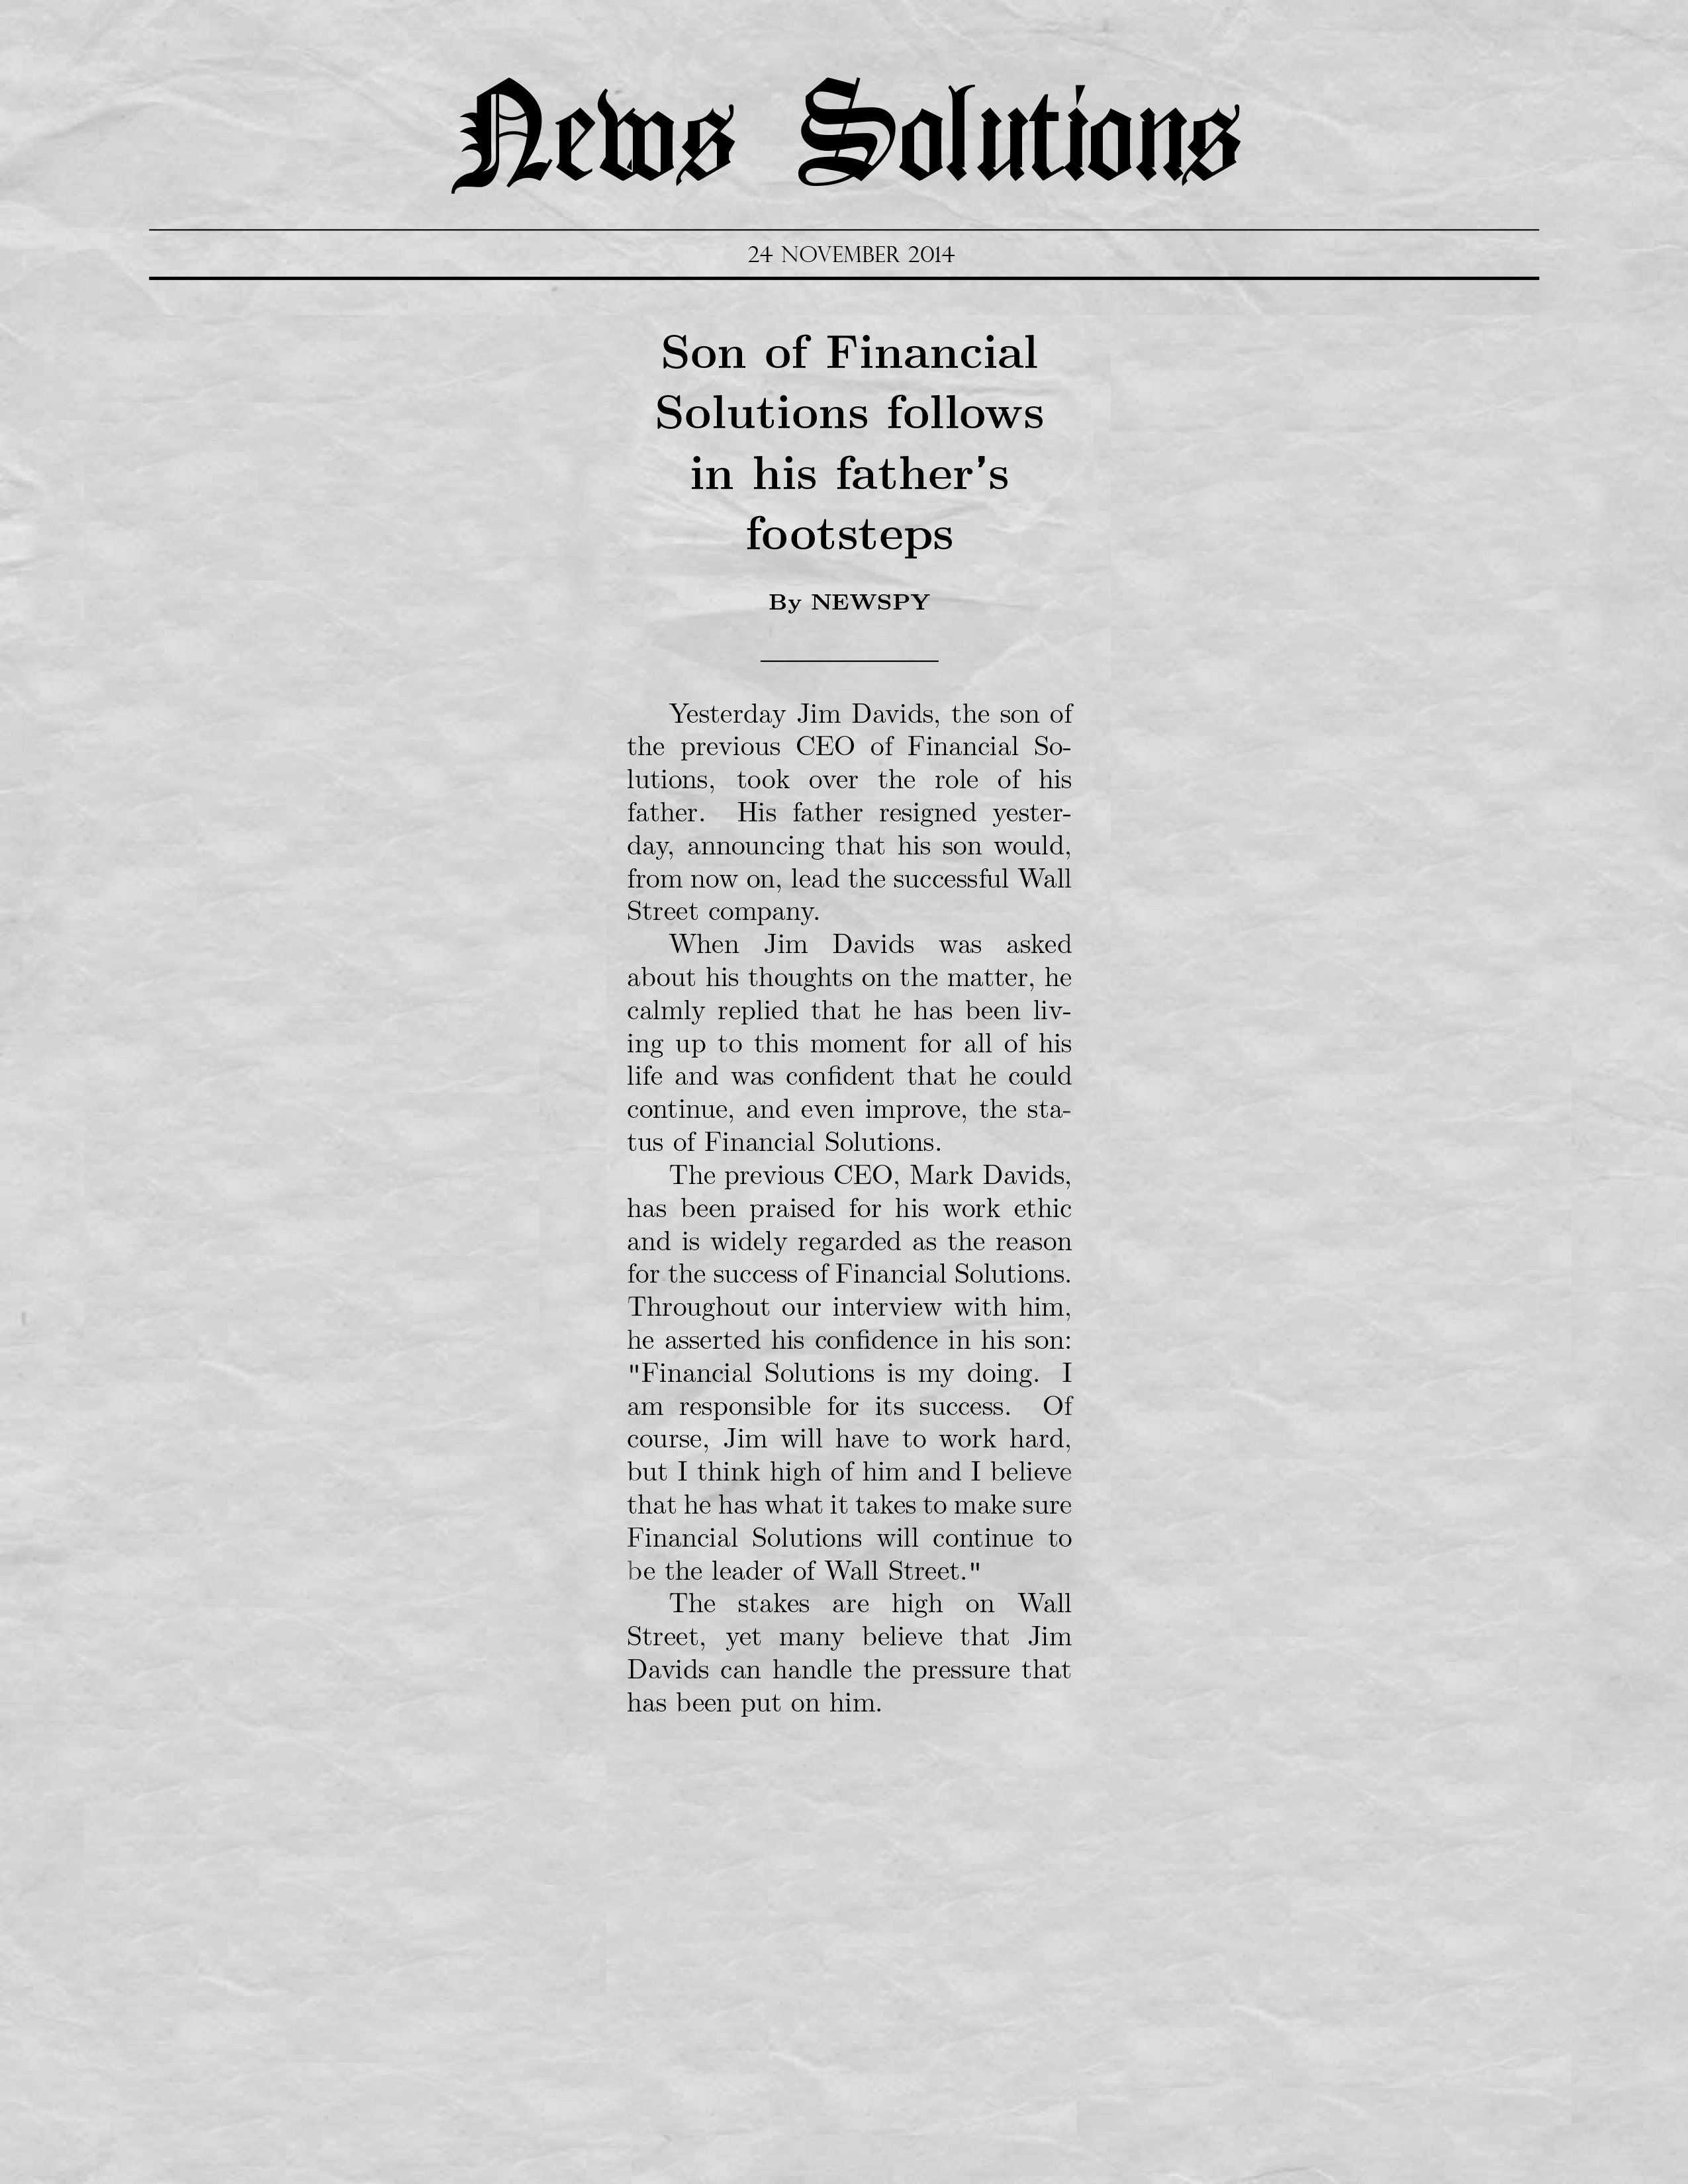 News Solutions
24 NOVEMBER 2014
Son of Financial
Solutions follows
in his father's
footsteps
By NEWSPY
Yesterday Jim Davids, the son of
the previous CEO of Financial So-
lutions, took over the role of his
father. His father resigned yester-
day, announcing that his son would,
from now on, lead the successful Wall
Street company.
When Jim Davids was asked
about his thoughts on the matter, he
calmly replied that he has been liv-
ing up to this moment for all of his
life and was confident that he could
continue, and even improve, the sta-
tus of Financial Solutions.
The previous CEO, Mark Davids,
has been praised for his work ethic
and is widely regarded as the reason
for the success of Financial Solutions.
Throughout our interview with him,
he asserted his confidence in his son:
"Financial Solutions is my doing. I
am responsible for its success. Of
course, Jim will have to work hard,
but I think high of him and I believe
that he has what it takes to make sure
Financial Solutions will continue to
be the leader of Wall Street."
The stakes are high on Wall
Street, yet many believe that Jim
Davids can handle the pressure that
has been put on him.